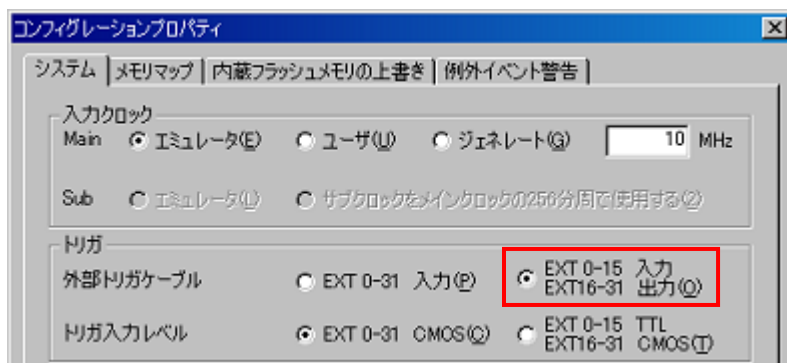 コンフィグレーションプロパティ
システム メモリマップ 内蔵フラッシュメモリの上書き 例外イベント警告
入力クロック
Main エミュレータ(E) ユーザ(U) ジェネレート(G) 10 MHz
Sub エミュレータ(L) サブクロックをメインクロックの256分周で使用する(2)
トリガ
外部トリガケーブル EXT 0-31 入力(P) EXT 0-15 入力
EXT16-31 出力(O)
トリガ入力レベル EXT 0-31 CMOS(C) EXT 0-15 TTL
EXT16-31 CMOS(T)